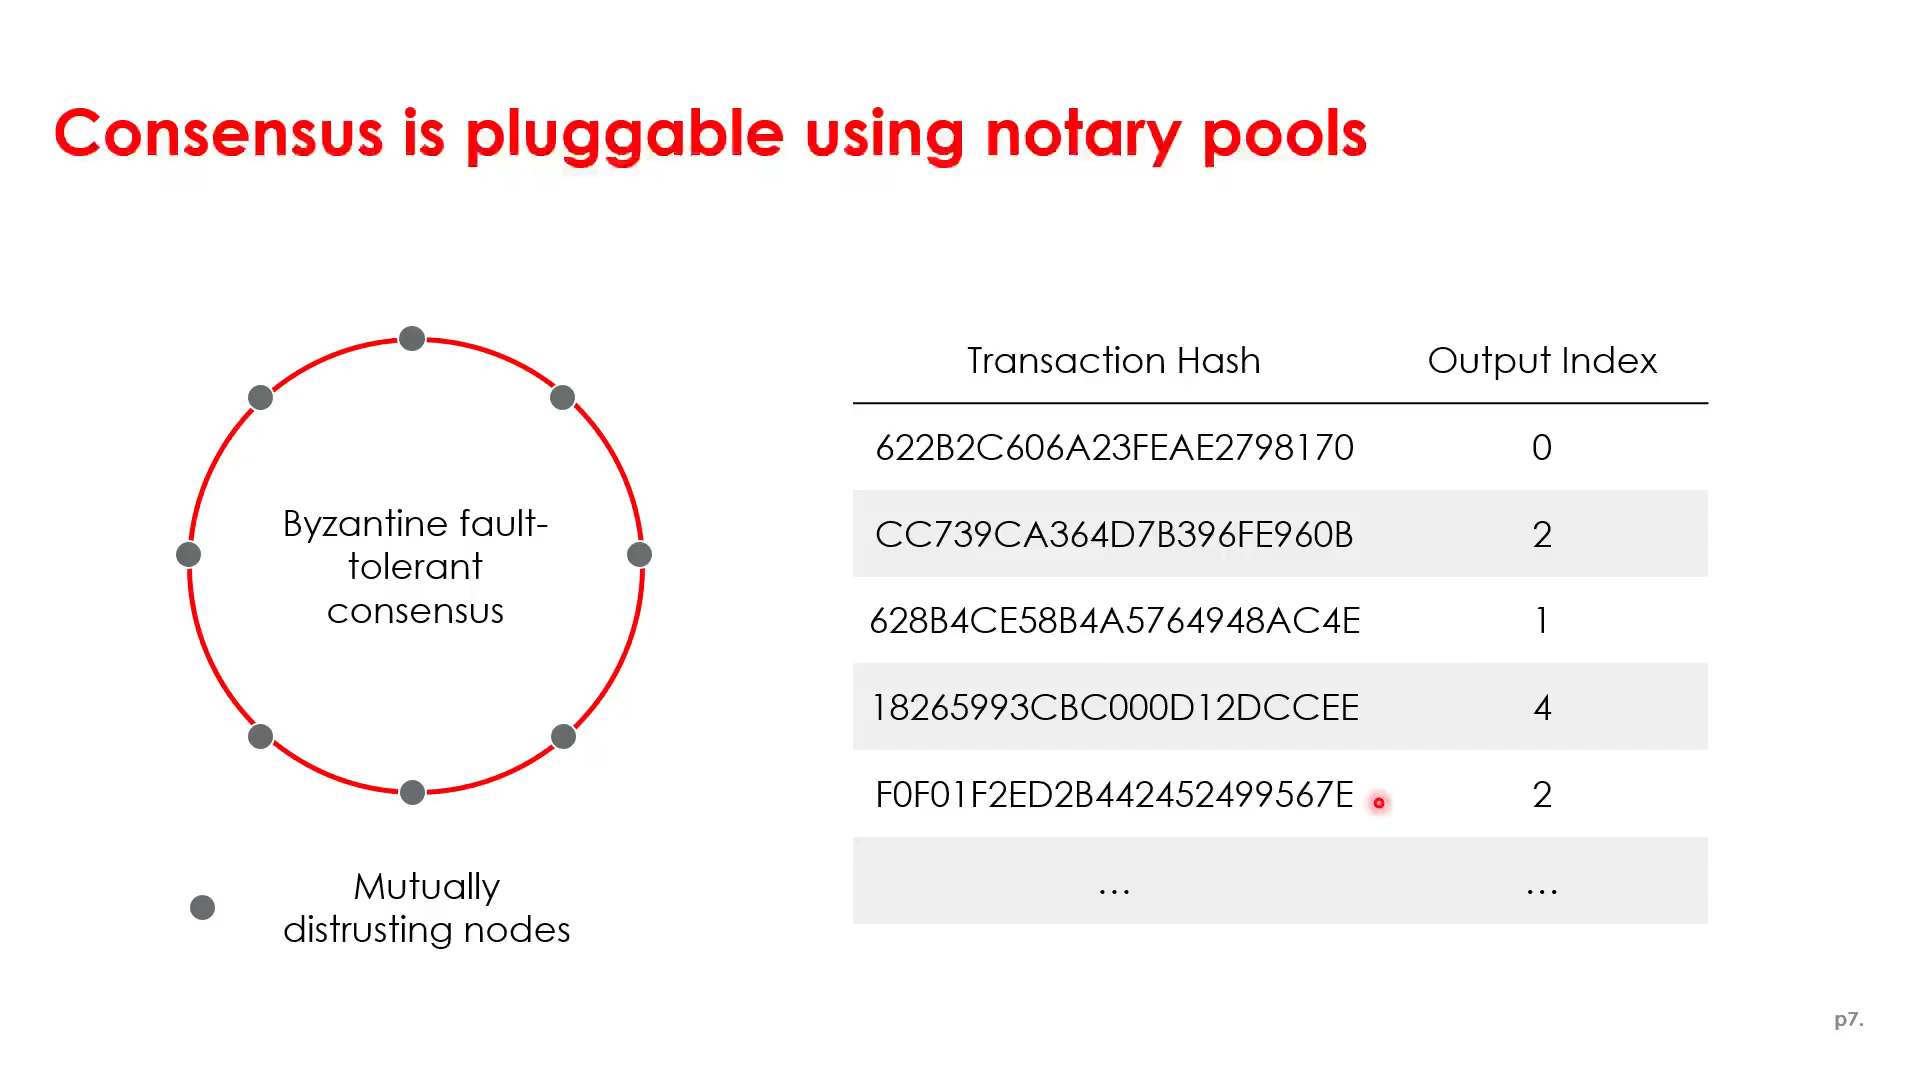 Consensus is pluggable using notary pools
Byzantine fault-
tolerant
consensus
Mutually
distrusting nodes
Transaction Hash Output Index
622B2C606A23FEAE2798170 0
CC739CA364D7B396FE960B 2
628B4CE58B4A5764948AC4E 1
18265993CBC000D12DCCEE 4
F0F01F2ED2B442452499567E 2
… …
p7.